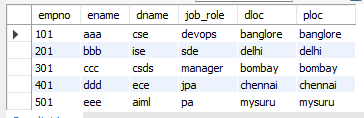 empno ename dname job_role dloc ploc
101 aaa cse devops banglore banglore
201 bbb ise sde delhi delhi
301 ccc csds manager bombay bombay
401 ddd ece jpa chennai chennai
501 eee aiml pa mysuru mysuru